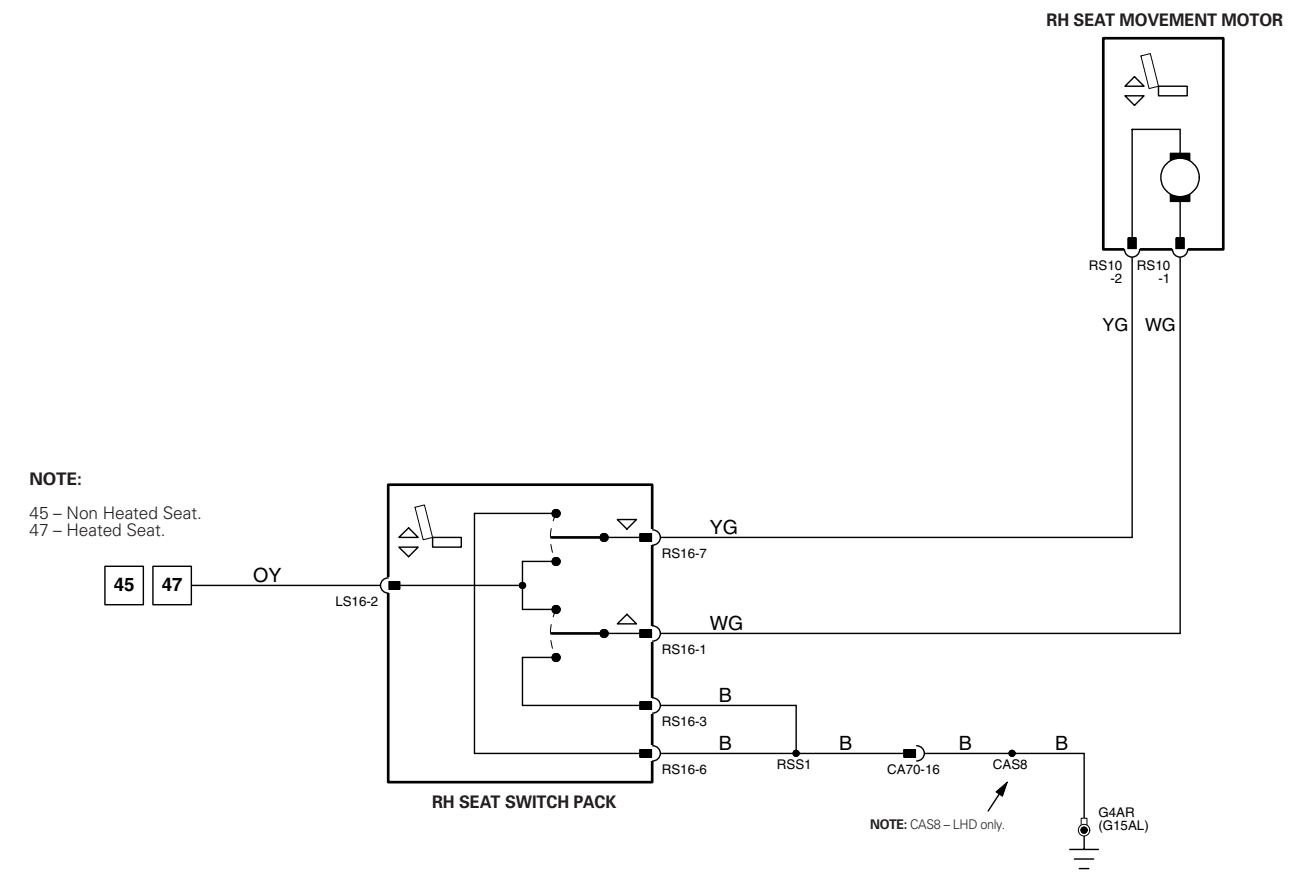 RH SEAT MOVEMENT MOTOR
RS10
-2
RS10
-1
YG
WG
NOTE:
45 – Non Heated Seat.
47 – Heated Seat.
45
47
OY
LS16-2
YG
RS16-7
WG
RS16-1
B
RS16-3
B
RS16-6
RSS1
B
CA70-16
B
CAS8
B
RH SEAT SWITCH PACK
NOTE: CAS8 – LHD only.
G4AR
(G15AL)